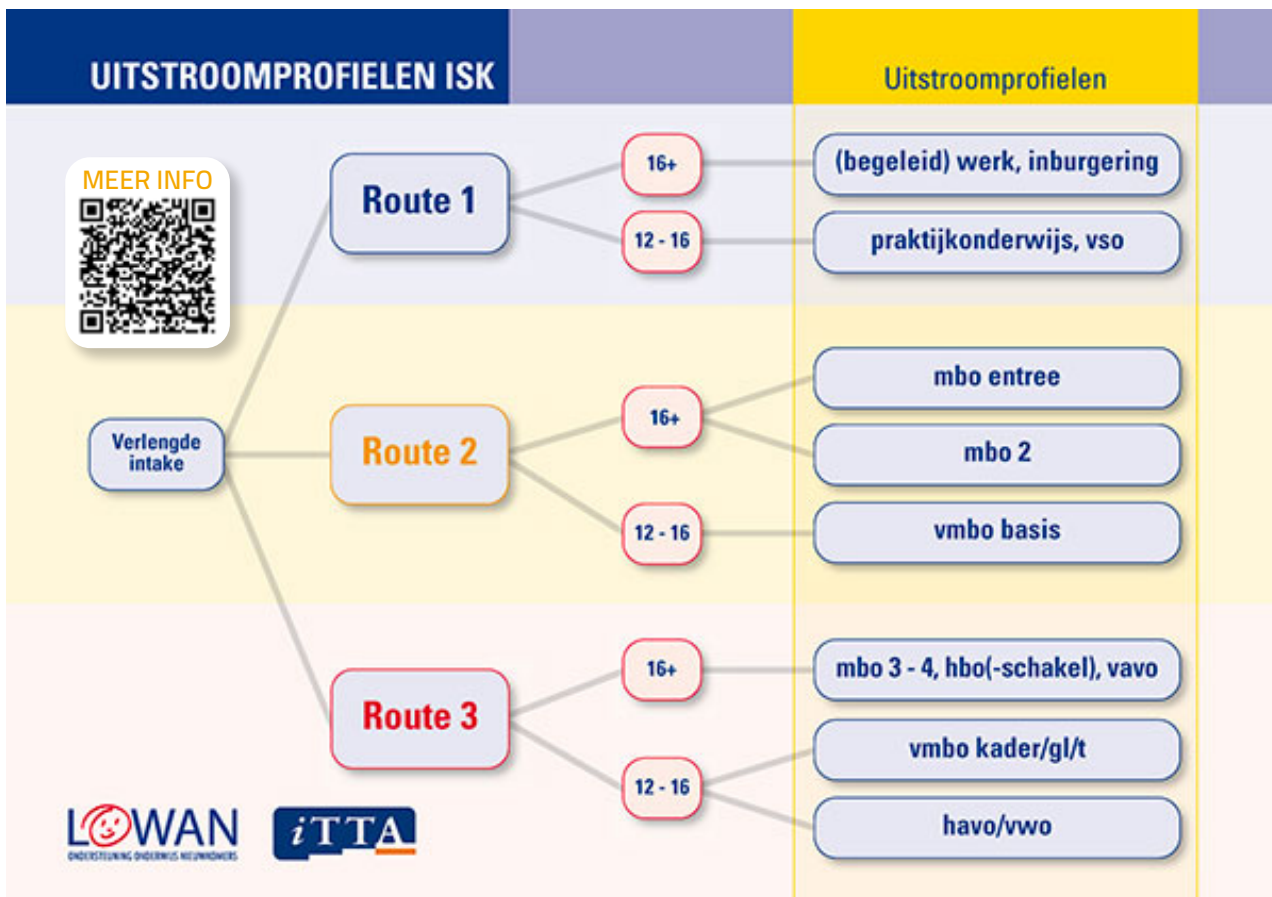 UITSTROOMPROFIELEN ISK
Uitstroomprofielen
MEER INFO
Verlengde
intake
Route 1
16+
(begeleid) werk, inburgering
12 - 16
praktijkonderwijs, vso
Route 2
16+
mbo entree
mbo 2
12 - 16
vmbo basis
Route 3
16+
mbo 3 - 4, hbo(-schakel), vavo
12 - 16
vmbo kader/gl/t
havo/vwo
LOWAN
ONDERSTEUNING ONDERWIJS NIEUWKOMERS
iTTA